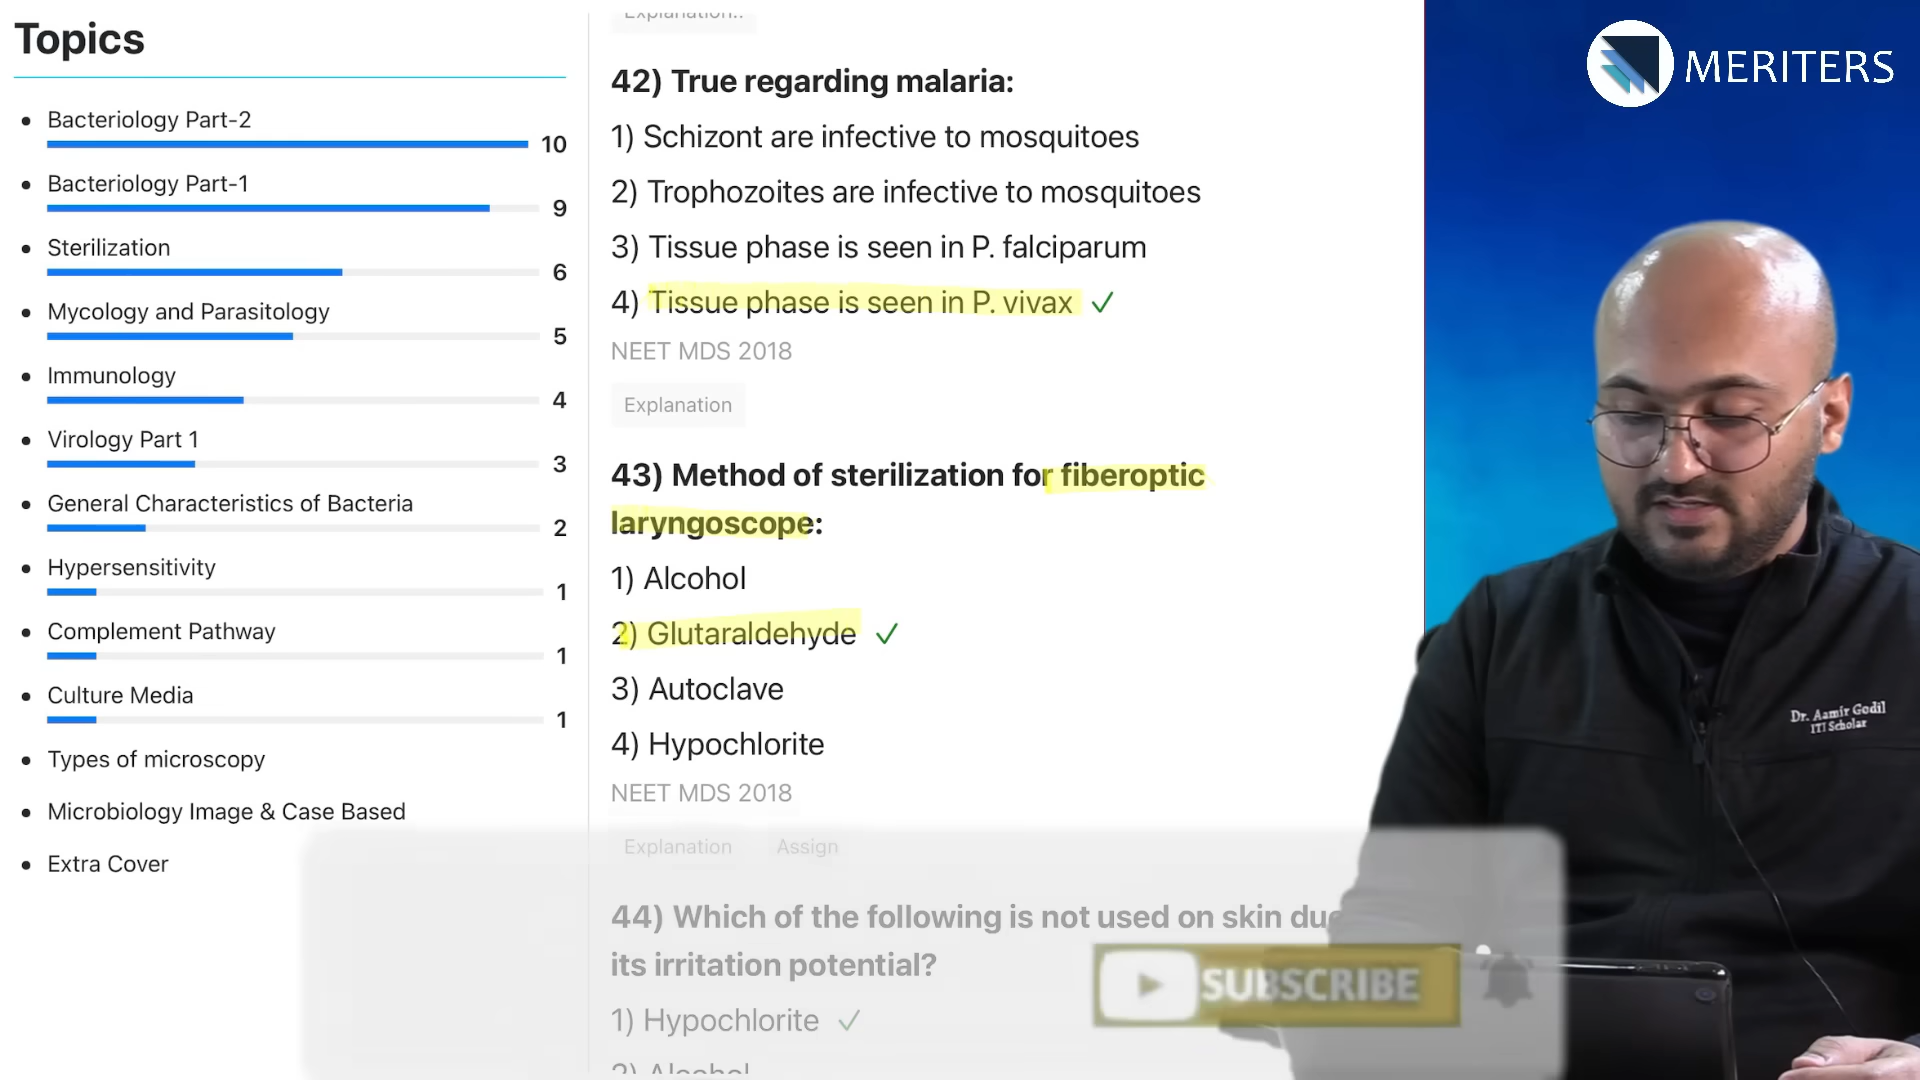 Topics
Bacteriology Part-2
10
Bacteriology Part-1
9
Sterilization
6
Mycology and Parasitology
5
Immunology
4
Virology Part 1
3
General Characteristics of Bacteria
2
Hypersensitivity
1
Complement Pathway
1
Culture Media
1
Types of microscopy
Microbiology Image & Case Based
Extra Cover
Explanation..
42) True regarding malaria:
1) Schizont are infective to mosquitoes
2) Trophozoites are infective to mosquitoes
3) Tissue phase is seen in P. falciparum
4) Tissue phase is seen in P. vivax ✓
NEET MDS 2018
Explanation
43) Method of sterilization for fiberoptic
laryngoscope:
1) Alcohol
2) Glutaraldehyde ✓
3) Autoclave
4) Hypochlorite
NEET MDS 2018
Explanation Assign
44) Which of the following is not used on skin due
its irritation potential?
1) Hypochlorite ✓
2) Alcohol
SUBSCRIBE
MERITERS
Dr. Aamir Godil
ITI Scholar